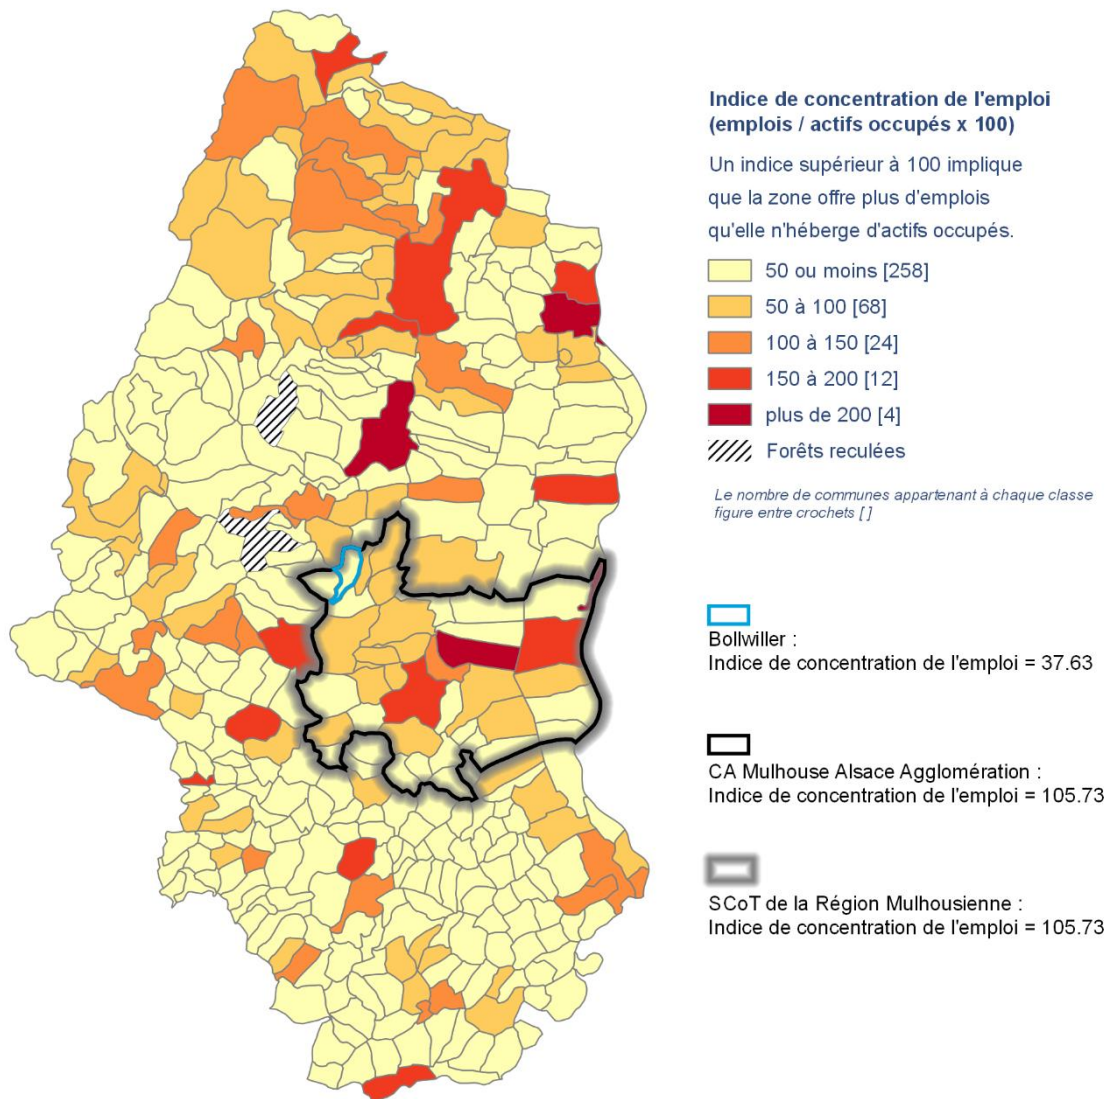 Indice de concentration de l'emploi
(emplois / actifs occupés x 100)
Un indice supérieur à 100 implique
que la zone offre plus d'emplois
qu'elle n'héberge d'actifs occupés.
50 ou moins [258]
50 à 100 [68]
100 à 150 [24]
150 à 200 [12]
plus de 200 [4]
Forêts reculées
Le nombre de communes appartenant à chaque classe
figure entre crochets [ ]
Bollwiller :
Indice de concentration de l'emploi = 37.63
CA Mulhouse Alsace Agglomération :
Indice de concentration de l'emploi = 105.73
SCoT de la Région Mulhousienne :
Indice de concentration de l'emploi = 105.73